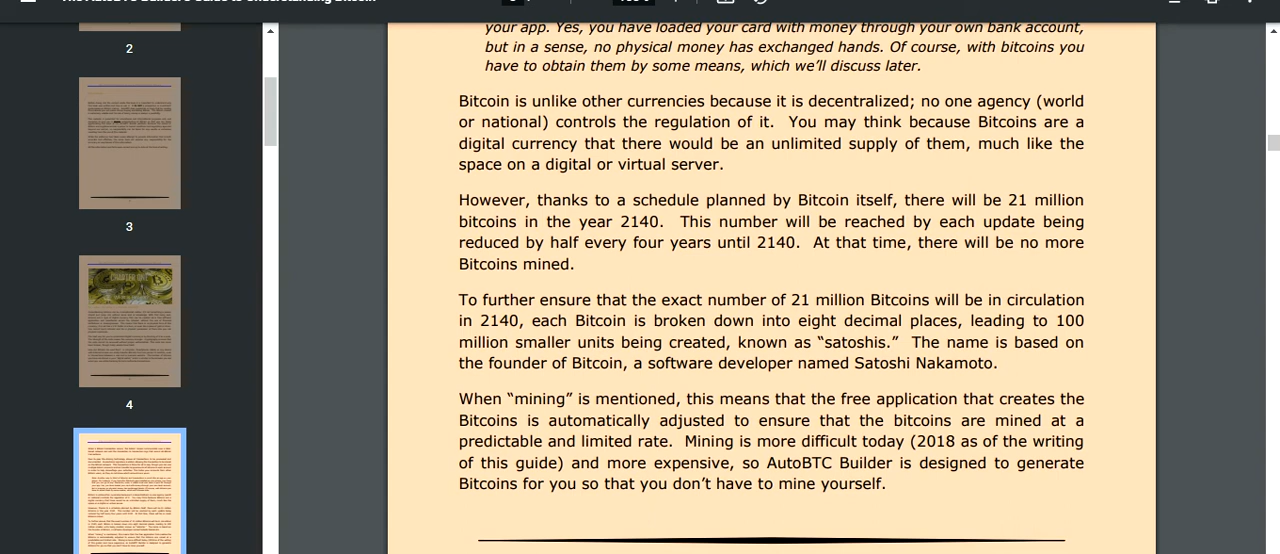 2
3
4
your app. Yes, you have loaded your card with money through your own bank account,
but in a sense, no physical money has exchanged hands. Of course, with bitcoins you
have to obtain them by some means, which we’ll discuss later.
Bitcoin is unlike other currencies because it is decentralized; no one agency (world
or national) controls the regulation of it. You may think because Bitcoins are a
digital currency that there would be an unlimited supply of them, much like the
space on a digital or virtual server.
However, thanks to a schedule planned by Bitcoin itself, there will be 21 million
bitcoins in the year 2140. This number will be reached by each update being
reduced by half every four years until 2140. At that time, there will be no more
Bitcoins mined.
To further ensure that the exact number of 21 million Bitcoins will be in circulation
in 2140, each Bitcoin is broken down into eight decimal places, leading to 100
million smaller units being created, known as “satoshis.” The name is based on
the founder of Bitcoin, a software developer named Satoshi Nakamoto.
When “mining” is mentioned, this means that the free application that creates the
Bitcoins is automatically adjusted to ensure that the bitcoins are mined at a
predictable and limited rate. Mining is more difficult today (2018 as of the writing
of this guide) and more expensive, so AutoBTC Builder is designed to generate
Bitcoins for you so that you don’t have to mine yourself.